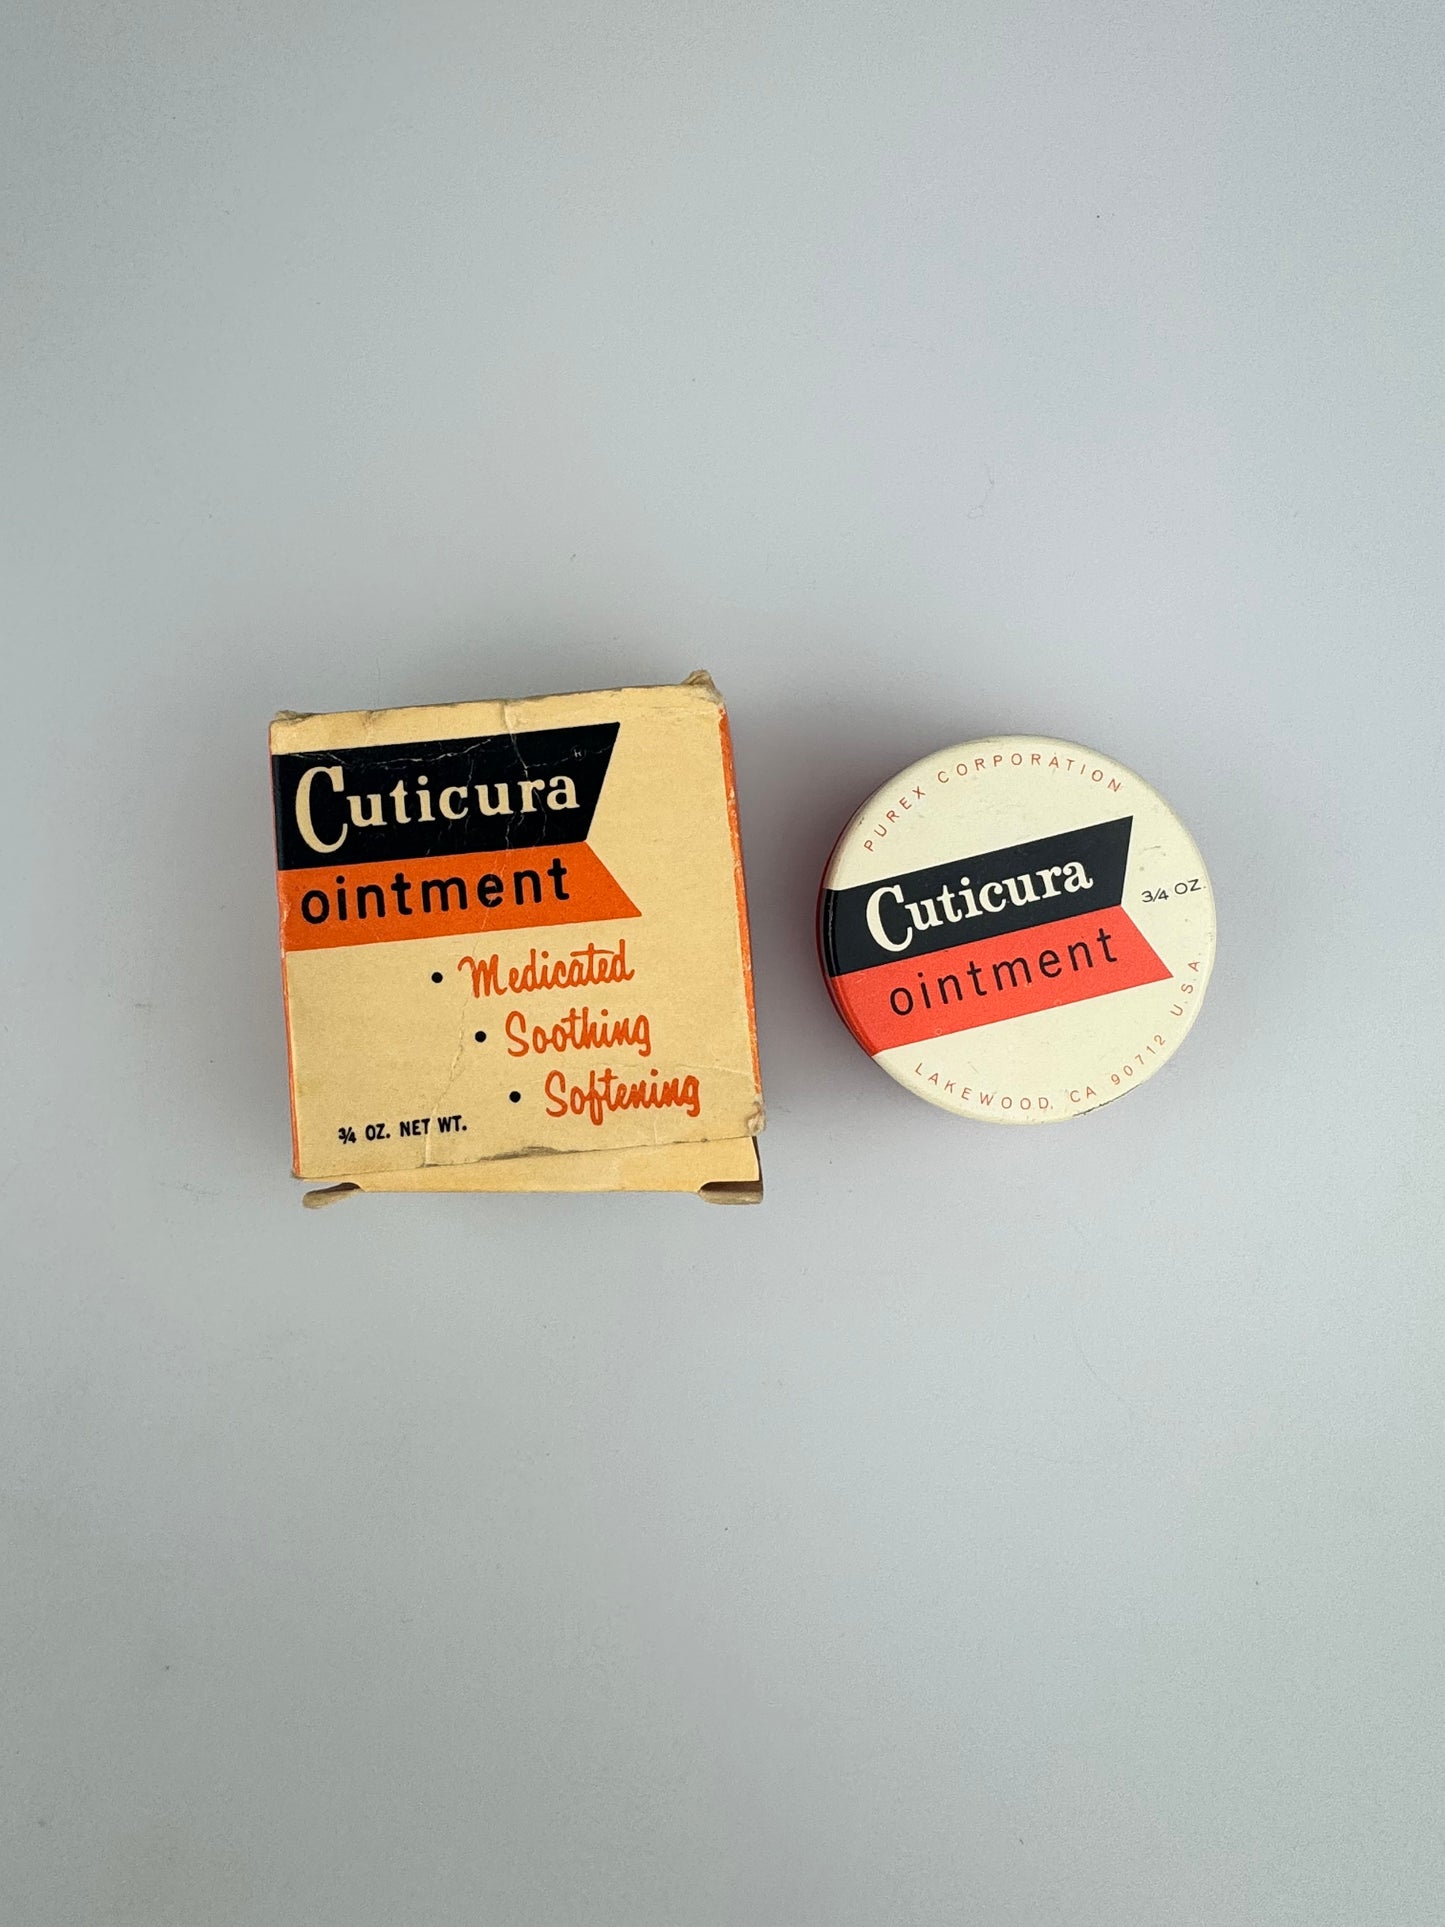 Cuticura
®
ointment
• Medicated
• Soothing
• Softening
¾ OZ. NET WT.
PUREX CORPORATION
Cuticura
ointment
3/4 OZ.
LAKEWOOD, CA 90712 U.S.A.